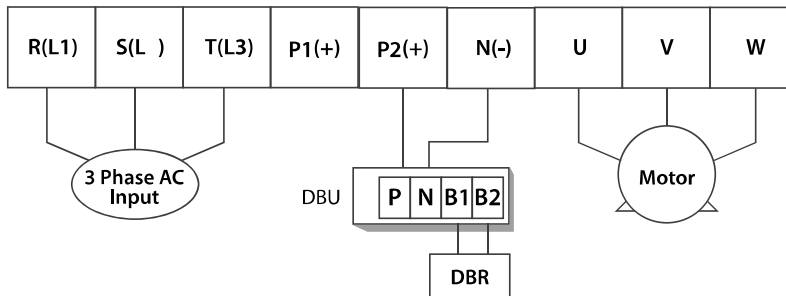 R(L1) S(L ) T(L3) P1(+) P2(+) N(-) U V W
3 Phase AC
Input
DBU P N B1 B2
Motor
DBR